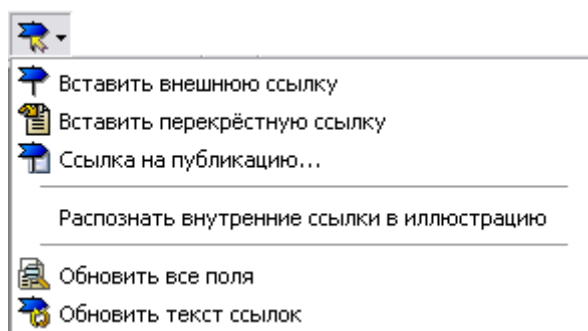 Вставить внешнюю ссылку
Вставить перекрёстную ссылку
Ссылка на публикацию...
Распознать внутренние ссылки в иллюстрацию
Обновить все поля
Обновить текст ссылок